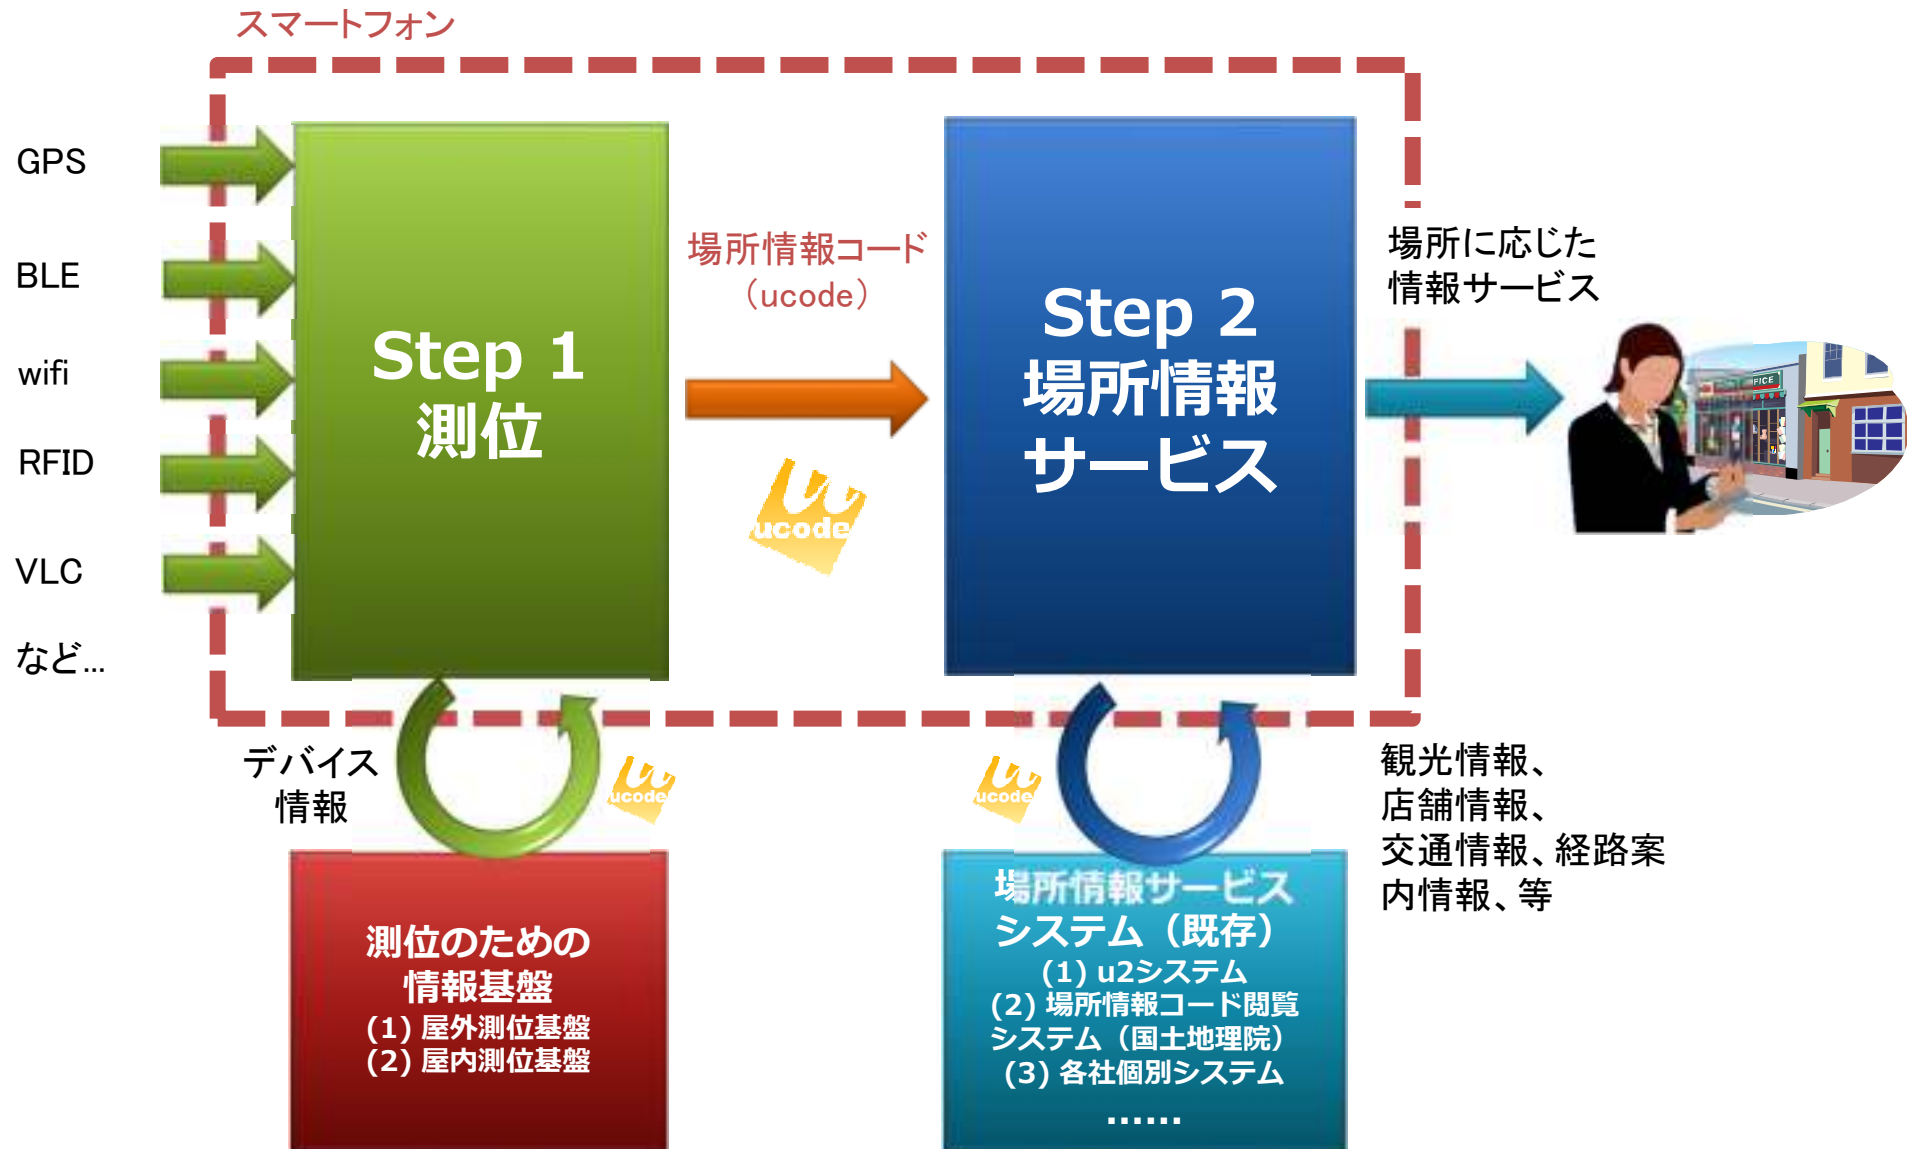 スマートフォン
GPS
BLE
wifi
RFID
VLC
など...
Step 1
測位
場所情報コード
（ucode）
ucode
Step 2
場所情報
サービス
場所に応じた
情報サービス
FICE
デバイス
情報
ucode
ucode
観光情報、
店舗情報、
交通情報、経路案
内情報、等
測位のための
情報基盤
(1) 屋外測位基盤
(2) 屋内測位基盤
場所情報サービス
システム（既存）
(1) u2システム
(2) 場所情報コード閲覧
システム（国土地理院）
(3) 各社個別システム
......